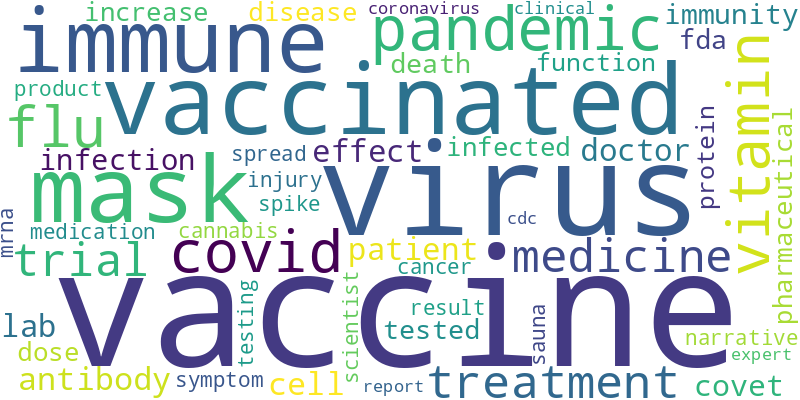 increase
disease
coronavirus
clinical
immunity
immune
pandemic
fda
death
function
product
vaccinated
vitamin
flu
protein
pharmaceutical
infection
spread
effect
infected
doctor
mask
injury
virus
spike
cdc
mrna
medication
cannabis
covid
patient
medicine
trial
cancer
vaccine
testing
scientist
result
sauna
lab
tested
narrative
dose
expert
antibody
symptom
cell
report
treatment
covet